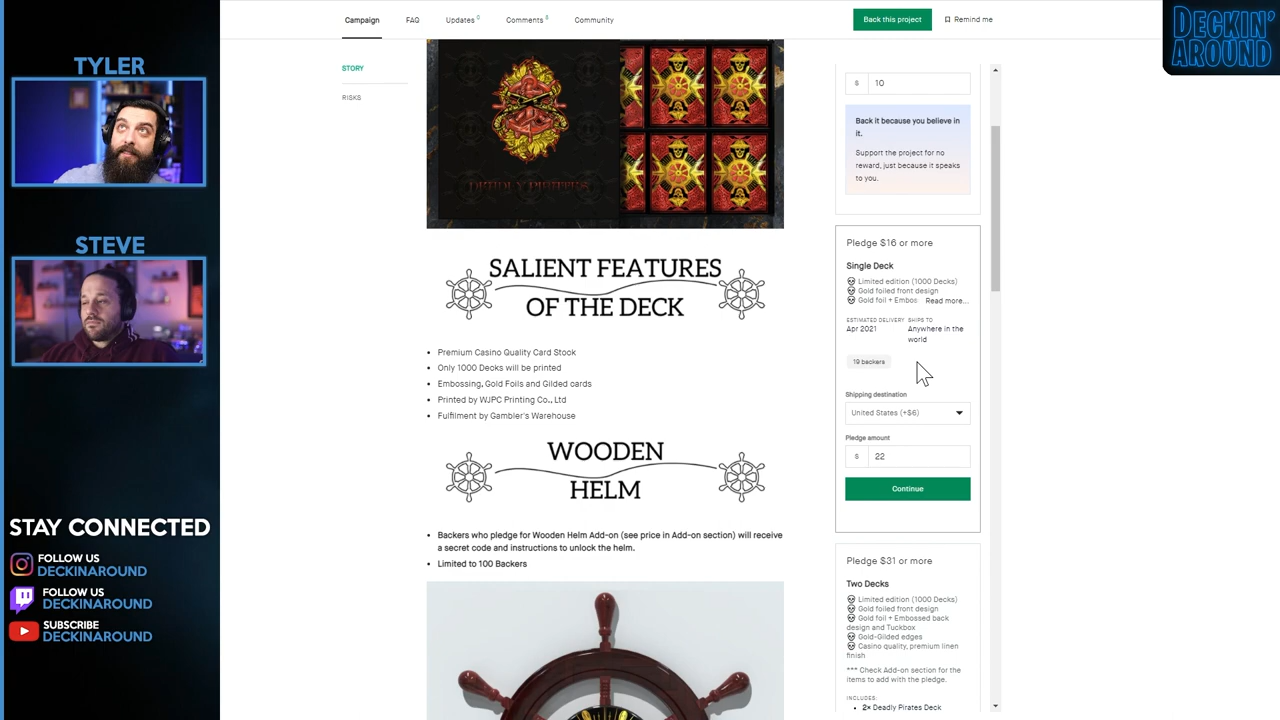 Campaign
FAQ
Updates 0
Comments 8
Community
Back this project
Remind me
DECKIN'
AROUND
TYLER
STEVE
STAY CONNECTED
FOLLOW US
DECKINAROUND
FOLLOW US
DECKINAROUND
SUBSCRIBE
DECKINAROUND
STORY
RISKS
DEADLY PIRATES
SALIENT FEATURES
OF THE DECK
• Premium Casino Quality Card Stock
• Only 1000 Decks will be printed
• Embossing, Gold Foils and Gilded cards
• Printed by WJPC Printing Co., Ltd
• Fulfilment by Gambler's Warehouse
WOODEN
HELM
• Backers who pledge for Wooden Helm Add-on (see price in Add-on section) will receive
a secret code and instructions to unlock the helm.
• Limited to 100 Backers
$ 10
Back it because you believe in
it.
Support the project for no
reward, just because it speaks
to you.
Pledge $16 or more
Single Deck
Limited edition (1000 Decks)
Gold foiled front design
Gold foil + Embos Read more...
ESTIMATED DELIVERY SHIPS TO
Apr 2021 Anywhere in the
world
19 backers
Shipping destination
United States (+$6)
Pledge amount
$ 22
Continue
Pledge $31 or more
Two Decks
Limited edition (1000 Decks)
Gold foiled front design
Gold foil + Embossed back
design and Tuckbox
Gold-Gilded edges
Casino quality, premium linen
finish
*** Check Add-on section for the
items to add with the pledge.
INCLUDES:
• 2× Deadly Pirates Deck